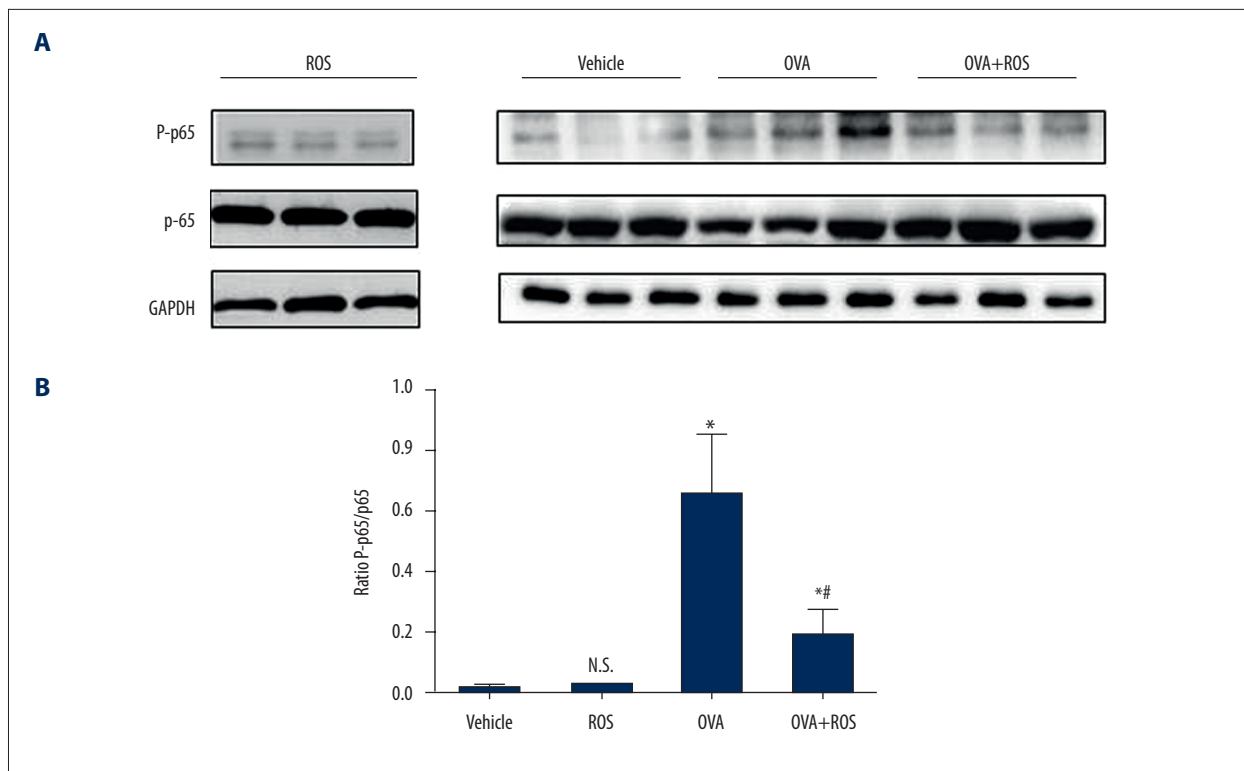 A
ROS
Vehicle
OVA
OVA+ROS
P-p65
p-65
GAPDH
B
1.0
0.9
0.6
0.4
0.2
0.0
Ratio P-p65/p65
N.S.
*
*#
Vehicle
ROS
OVA
OVA+ROS